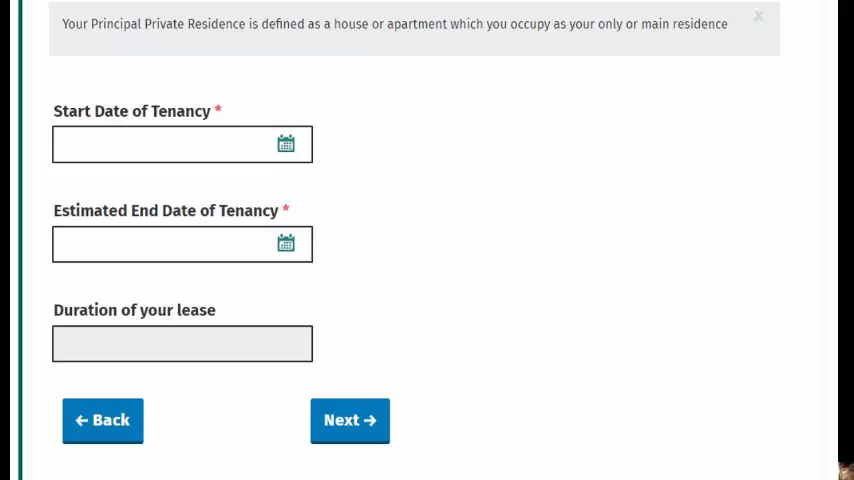 Your Principal Private Residence is defined as a house or apartment which you occupy as your only or main residence
x
Start Date of Tenancy *
Estimated End Date of Tenancy *
Duration of your lease
← Back
Next →